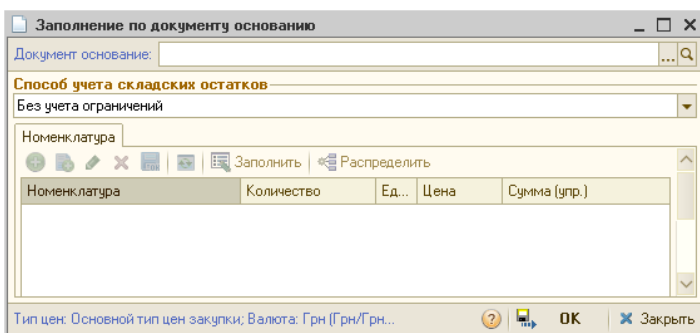 Заполнение по документу основанию
Документ основание:
Способ учета складских остатков
Без учета ограничений
Номенклатура
Заполнить Распределить
Номенклатура Количество Ед... Цена Сумма (упр.)
Тип цен: Основной тип цен закупки; Валюта: Грн (Грн/Грн... OK Закрыть